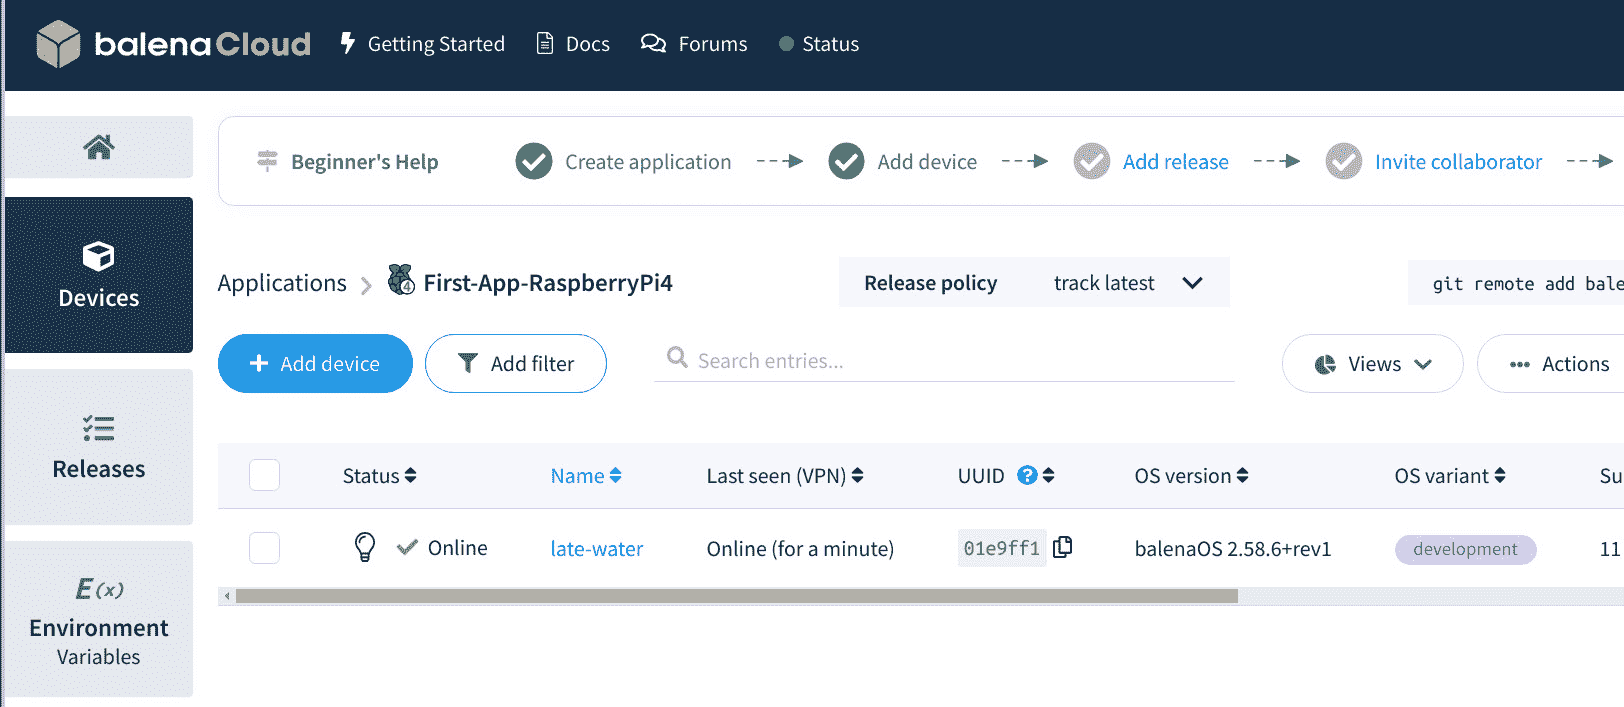 balenaCloud Getting Started Docs Forums Status
Beginner's Help Create application Add device Add release Invite collaborator
Devices
Applications First-App-RaspberryPi4 Release policy track latest git remote add bale
Add device Add filter Search entries... Views Actions
Releases
Status Name Last seen (VPN) UUID ? OS version OS variant Su
Online late-water Online (for a minute) 01e9ff1 balenaOS 2.58.6+rev1 development 11
E(x)
Environment
Variables